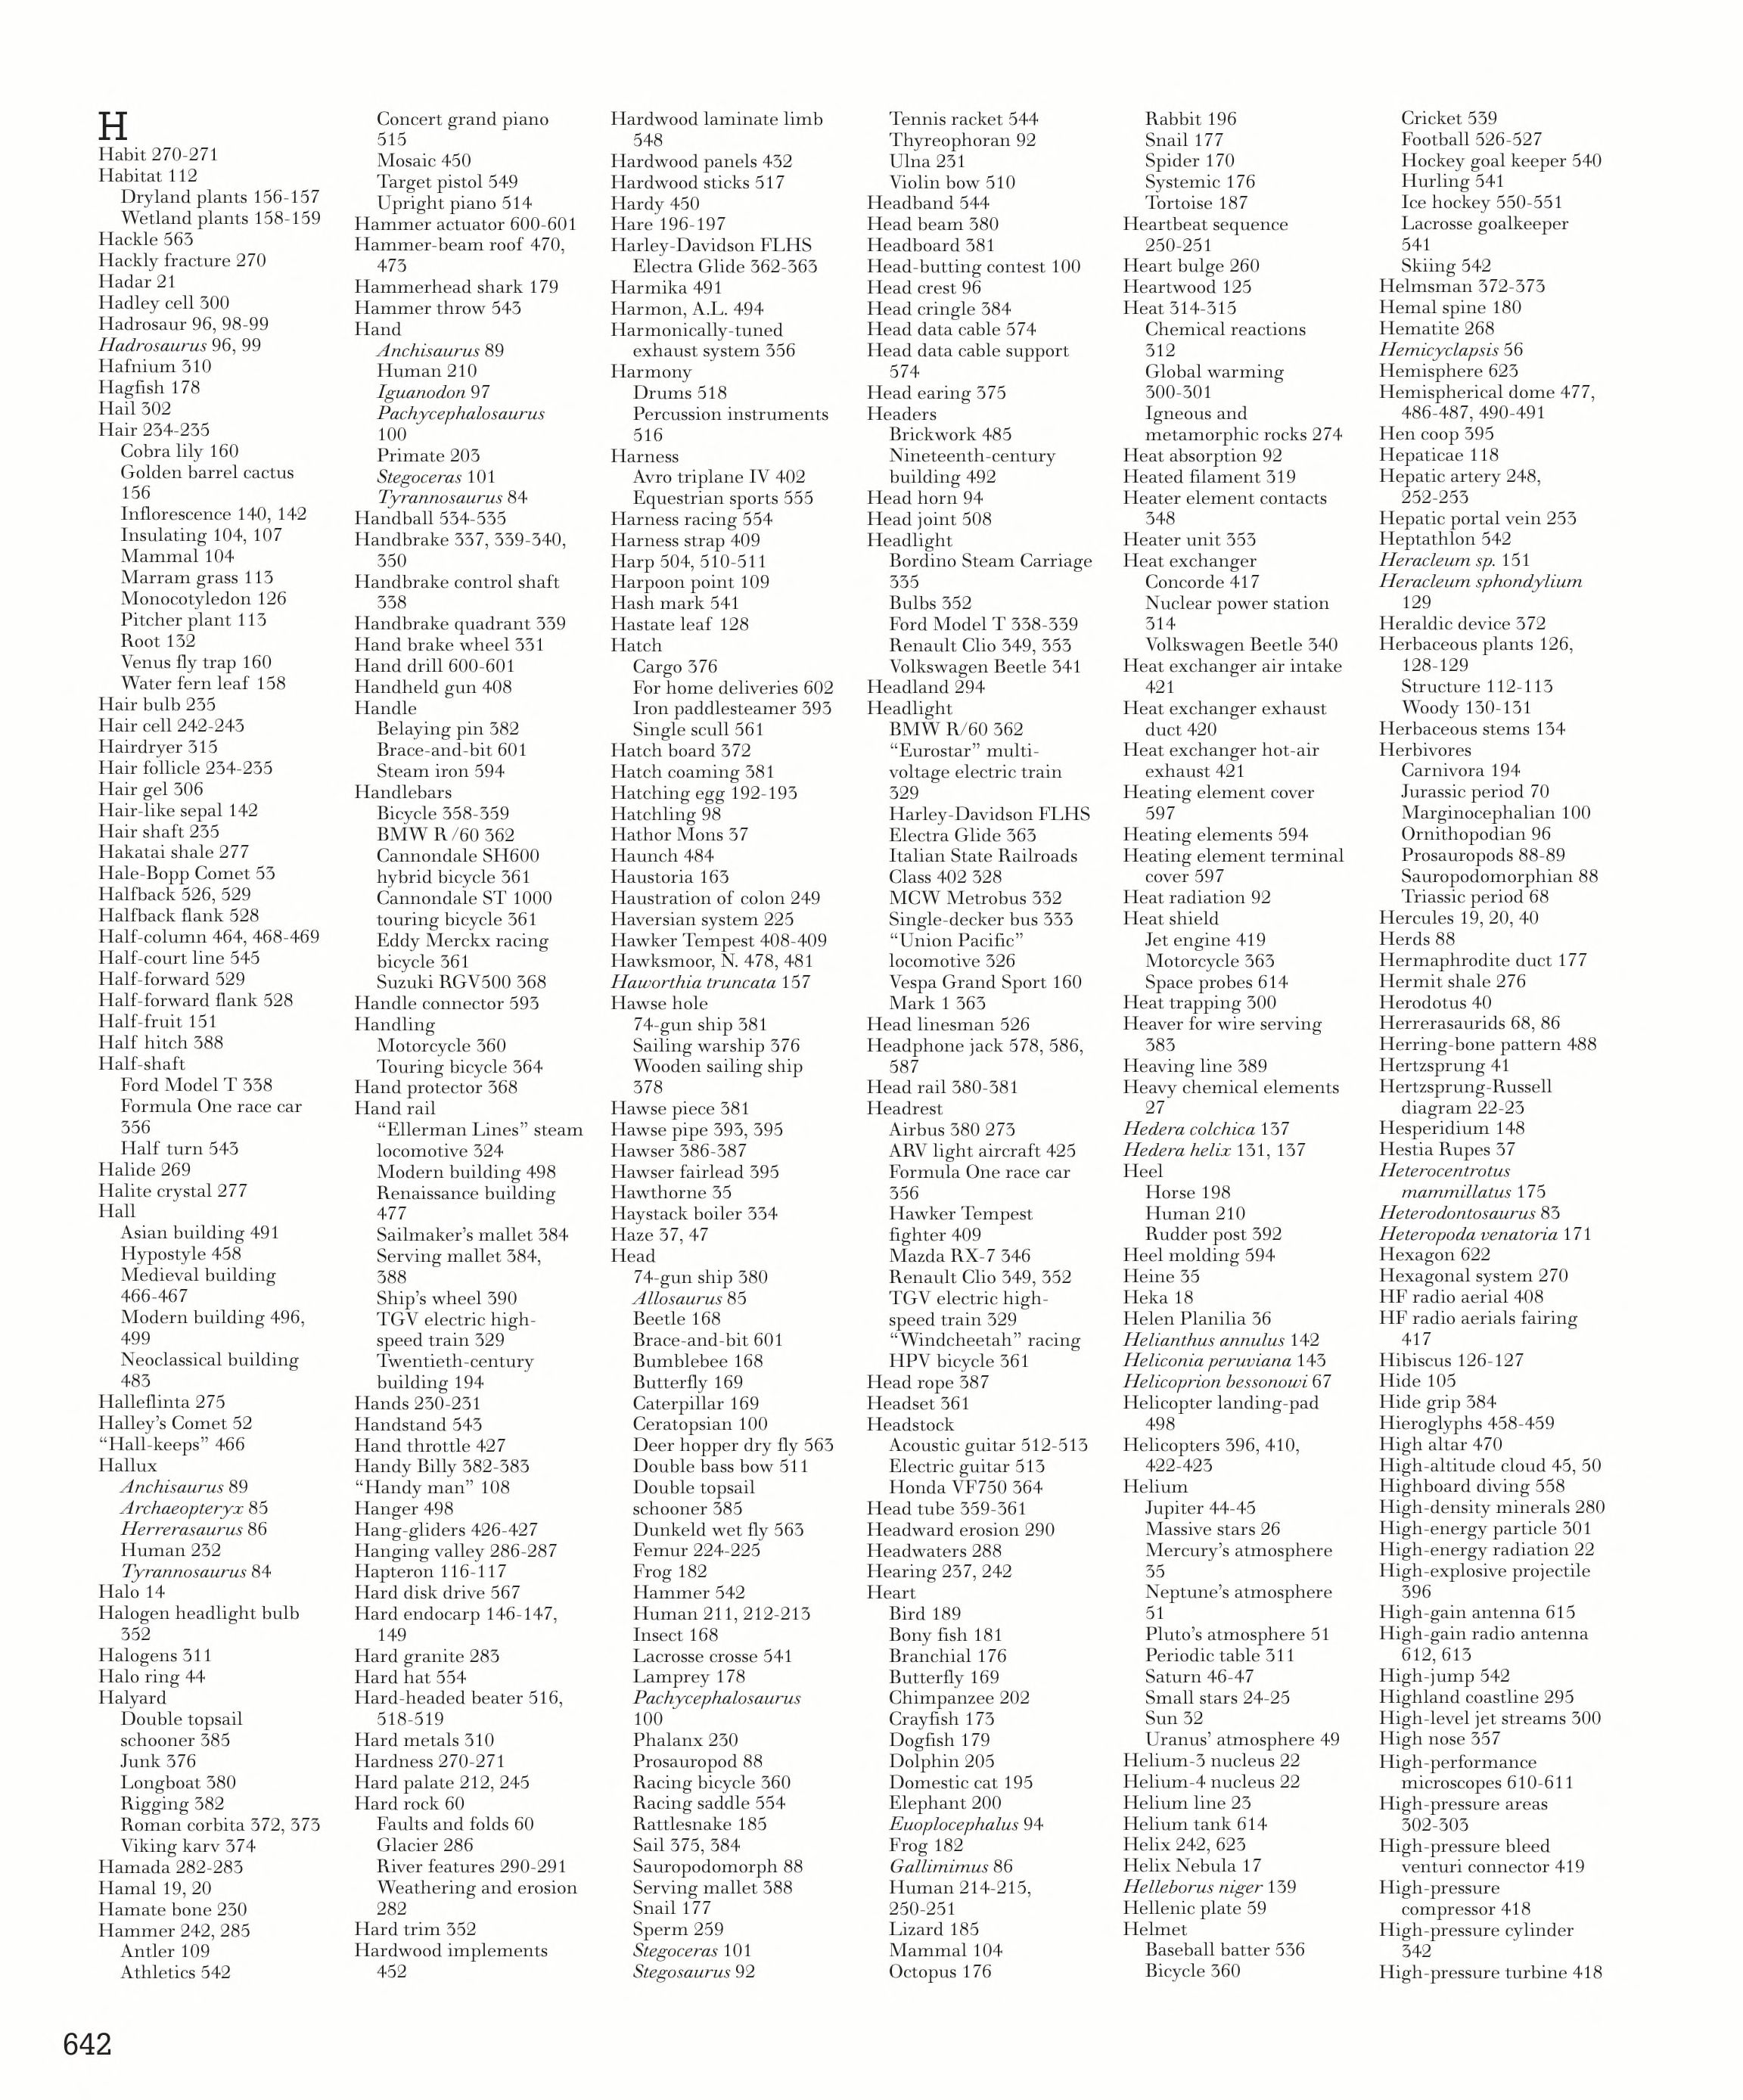 H
Habit 270-271
Habitat 112
Dryland plants 156-157
Wetland plants 158-159
Hackle 563
Hackly fracture 270
Hadar 21
Hadley cell 300
Hadrosaur 96, 98-99
Hadrosaurus 96, 99
Hafnium 310
Hagfish 178
Hail 302
Hair 234-235
Cobra lily 160
Golden barrel cactus
156
Inflorescence 140, 142
Insulating 104, 107
Mammal 104
Marram grass 113
Monocotyledon 126
Pitcher plant 113
Root 132
Venus fly trap 160
Water fern leaf 158
Hair bulb 235
Hair cell 242-243
Hairdryer 315
Hair follicle 234-235
Hair gel 306
Hair-like sepal 142
Hair shaft 235
Hakatai shale 277
Hale-Bopp Comet 53
Halfback 526, 529
Halfback flank 528
Half-column 464, 468-469
Half-court line 545
Half-forward 529
Half-forward flank 528
Half-fruit 151
Half hitch 388
Half-shaft
Ford Model T 338
Formula One race car
356
Half turn 543
Halide 269
Halite crystal 277
Hall
Asian building 491
Hypostyle 458
Medieval building
466-467
Modern building 496,
499
Neoclassical building
483
Halleflinta 275
Halley's Comet 52
“Hall-keeps” 466
Hallux
Anchisaurus 89
Archaeopteryx 85
Herrerasaurus 86
Human 232
Tyrannosaurus 84
Halo 14
Halogen headlight bulb
352
Halogens 311
Halo ring 44
Halyard
Double topsail
schooner 385
Junk 376
Longboat 380
Rigging 382
Roman corbita 372, 373
Viking karv 374
Hamada 282-283
Hamal 19, 20
Hamate bone 230
Hammer 242, 285
Antler 109
Athletics 542
Concert grand piano
515
Mosaic 450
Target pistol 549
Upright piano 514
Hammer actuator 600-601
Hammer-beam roof 470,
473
Hammerhead shark 179
Hammer throw 543
Hand
Anchisaurus 89
Human 210
Iguanodon 97
Pachycephalosaurus
100
Primate 203
Stegoceras 101
Tyrannosaurus 84
Handball 534-535
Handbrake 337, 339-340,
350
Handbrake control shaft
338
Handbrake quadrant 339
Hand brake wheel 331
Hand drill 600-601
Handheld gun 408
Handle
Belaying pin 382
Brace-and-bit 601
Steam iron 594
Handlebars
Bicycle 358-359
BMW R /60 362
Cannondale SH600
hybrid bicycle 361
Cannondale ST 1000
touring bicycle 361
Eddy Merckx racing
bicycle 361
Suzuki RGV500 368
Handle connector 593
Handling
Motorcycle 360
Touring bicycle 364
Hand protector 368
Hand rail
“Ellerman Lines” steam
locomotive 324
Modern building 498
Renaissance building
477
Sailmaker's mallet 384
Serving mallet 384,
388
Ship's wheel 390
TGV electric high-
speed train 329
Twentieth-century
building 194
Hands 230-231
Handstand 543
Hand throttle 427
Handy Billy 382-383
“Handy man” 108
Hanger 498
Hang-gliders 426-427
Hanging valley 286-287
Hapteron 116-117
Hard disk drive 567
Hard endocarp 146-147,
149
Hard granite 283
Hard hat 554
Hard-headed beater 516,
518-519
Hard metals 310
Hardness 270-271
Hard palate 212, 245
Hard rock 60
Faults and folds 60
Glacier 286
River features 290-291
Weathering and erosion
282
Hard trim 352
Hardwood implements
452
Hardwood laminate limb
548
Hardwood panels 432
Hardwood sticks 517
Hardy 450
Hare 196-197
Harley-Davidson FLHS
Electra Glide 362-363
Harmika 491
Harmon, A.L. 494
Harmonically-tuned
exhaust system 356
Harmony
Drums 518
Percussion instruments
516
Harness
Avro triplane IV 402
Equestrian sports 555
Harness racing 554
Harness strap 409
Harp 504, 510-511
Harpoon point 109
Hash mark 541
Hastate leaf 128
Hatch
Cargo 376
For home deliveries 602
Iron paddlesteamer 393
Single scull 561
Hatch board 372
Hatch coaming 381
Hatching egg 192-193
Hatchling 98
Hathor Mons 37
Haunch 484
Haustoria 163
Haustration of colon 249
Haversian system 225
Hawker Tempest 408-409
Hawksmoor, N. 478, 481
Haworthia truncata 157
Hawse hole
74-gun ship 381
Sailing warship 376
Wooden sailing ship
378
Hawse piece 381
Hawse pipe 393, 395
Hawser 386-387
Hawser fairlead 395
Hawthorne 35
Haystack boiler 334
Haze 37, 47
Head
74-gun ship 380
Allosaurus 85
Beetle 168
Brace-and-bit 601
Bumblebee 168
Butterfly 169
Caterpillar 169
Ceratopsian 100
Deer hopper dry fly 563
Double bass bow 511
Double topsail
schooner 385
Dunkeld wet fly 563
Femur 224-225
Frog 182
Hammer 542
Human 211, 212-213
Insect 168
Lacrosse crosse 541
Lamprey 178
Pachycephalosaurus
100
Phalanx 230
Prosauropod 88
Racing bicycle 360
Racing saddle 554
Rattlesnake 185
Sail 375, 384
Sauropodomorph 88
Serving mallet 388
Snail 177
Sperm 259
Stegoceras 101
Stegosaurus 92
Tennis racket 544
Thyreophoran 92
Ulna 231
Violin bow 510
Headband 544
Head beam 380
Headboard 381
Head-butting contest 100
Head crest 96
Head cringle 384
Head data cable 574
Head data cable support
574
Head earing 375
Headers
Brickwork 485
Nineteenth-century
building 492
Head horn 94
Head joint 508
Headlight
Bordino Steam Carriage
335
Bulbs 352
Ford Model T 338-339
Renault Clio 349, 353
Volkswagen Beetle 341
Headland 294
Headlight
BMW R/60 362
“Eurostar” multi-
voltage electric train
329
Harley-Davidson FLHS
Electra Glide 363
Italian State Railroads
Class 402 328
MCW Metrobus 332
Single-decker bus 333
“Union Pacific”
locomotive 326
Vespa Grand Sport 160
Mark 1 363
Head linesman 526
Headphone jack 578, 586,
587
Head rail 380-381
Headrest
Airbus 380 273
ARV light aircraft 425
Formula One race car
356
Hawker Tempest
fighter 409
Mazda RX-7 346
Renault Clio 349, 352
TGV electric high-
speed train 329
“Windcheetah” racing
HPV bicycle 361
Head rope 387
Headset 361
Headstock
Acoustic guitar 512-513
Electric guitar 513
Honda VF750 364
Head tube 359-361
Headward erosion 290
Headwaters 288
Hearing 237, 242
Heart
Bird 189
Bony fish 181
Branchial 176
Butterfly 169
Chimpanzee 202
Crayfish 173
Dogfish 179
Dolphin 205
Domestic cat 195
Elephant 200
Euoplocephalus 94
Frog 182
Gallimimus 86
Human 214-215,
250-251
Lizard 185
Mammal 104
Octopus 176
Rabbit 196
Snail 177
Spider 170
Systemic 176
Tortoise 187
Heartbeat sequence
250-251
Heart bulge 260
Heartwood 125
Heat 314-315
Chemical reactions
312
Global warming
300-301
Igneous and
metamorphic rocks 274
Heat absorption 92
Heated filament 319
Heater element contacts
348
Heater unit 353
Heat exchanger
Concorde 417
Nuclear power station
314
Volkswagen Beetle 340
Heat exchanger air intake
421
Heat exchanger exhaust
duct 420
Heat exchanger hot-air
exhaust 421
Heating element cover
597
Heating elements 594
Heating element terminal
cover 597
Heat radiation 92
Heat shield
Jet engine 419
Motorcycle 363
Space probes 614
Heat trapping 300
Heaver for wire serving
383
Heaving line 389
Heavy chemical elements
27
Hedera colchica 137
Hedera helix 131, 137
Heel
Horse 198
Human 210
Rudder post 392
Heel molding 594
Heine 35
Heka 18
Helen Planilia 36
Helianthus annulus 142
Heliconia peruviana 143
Helicoprion bessonowi 67
Helicopter landing-pad
498
Helicopters 396, 410,
422-423
Helium
Jupiter 44-45
Massive stars 26
Mercury's atmosphere
35
Neptune's atmosphere
51
Pluto's atmosphere 51
Periodic table 311
Saturn 46-47
Small stars 24-25
Sun 32
Uranus' atmosphere 49
Helium-3 nucleus 22
Helium-4 nucleus 22
Helium line 23
Helium tank 614
Helix 242, 623
Helix Nebula 17
Helleborus niger 139
Hellenic plate 59
Helmet
Baseball batter 536
Bicycle 360
Cricket 539
Football 526-527
Hockey goal keeper 540
Hurling 541
Ice hockey 550-551
Lacrosse goalkeeper
541
Skiing 542
Helmsman 372-373
Hemal spine 180
Hematite 268
Hemicyclapsis 56
Hemisphere 623
Hemispherical dome 477,
486-487, 490-491
Hen coop 395
Hepaticae 118
Hepatic artery 248,
252-253
Hepatic portal vein 253
Heptathlon 542
Heracleum sp. 151
Heracleum sphondylium
129
Heraldic device 372
Herbaceous plants 126,
128-129
Structure 112-113
Woody 130-131
Herbaceous stems 134
Herbivores
Carnivora 194
Jurassic period 70
Marginocephalian 100
Ornithopodian 96
Prosauropods 88-89
Sauropodomorphian 88
Triassic period 68
Hercules 19, 20, 40
Herds 88
Hermaphrodite duct 177
Hermit shale 276
Herodotus 40
Herrerasaurids 68, 86
Herring-bone pattern 488
Hertzsprung 41
Hertzsprung-Russell
diagram 22-23
Hesperidium 148
Hestia Rupes 37
Heterocentrotus
mammillatus 175
Heterodontosaurus 83
Heteropoda venatoria 171
Hexagon 622
Hexagonal system 270
HF radio aerial 408
HF radio aerials fairing
417
Hibiscus 126-127
Hide 105
Hide grip 384
Hieroglyphs 458-459
High altar 470
High-altitude cloud 45, 50
Highboard diving 558
High-density minerals 280
High-energy particle 301
High-energy radiation 22
High-explosive projectile
396
High-gain antenna 615
High-gain radio antenna
612, 613
High-jump 542
Highland coastline 295
High-level jet streams 300
High nose 357
High-performance
microscopes 610-611
High-pressure areas
302-303
High-pressure bleed
venturi connector 419
High-pressure
compressor 418
High-pressure cylinder
342
High-pressure turbine 418
642